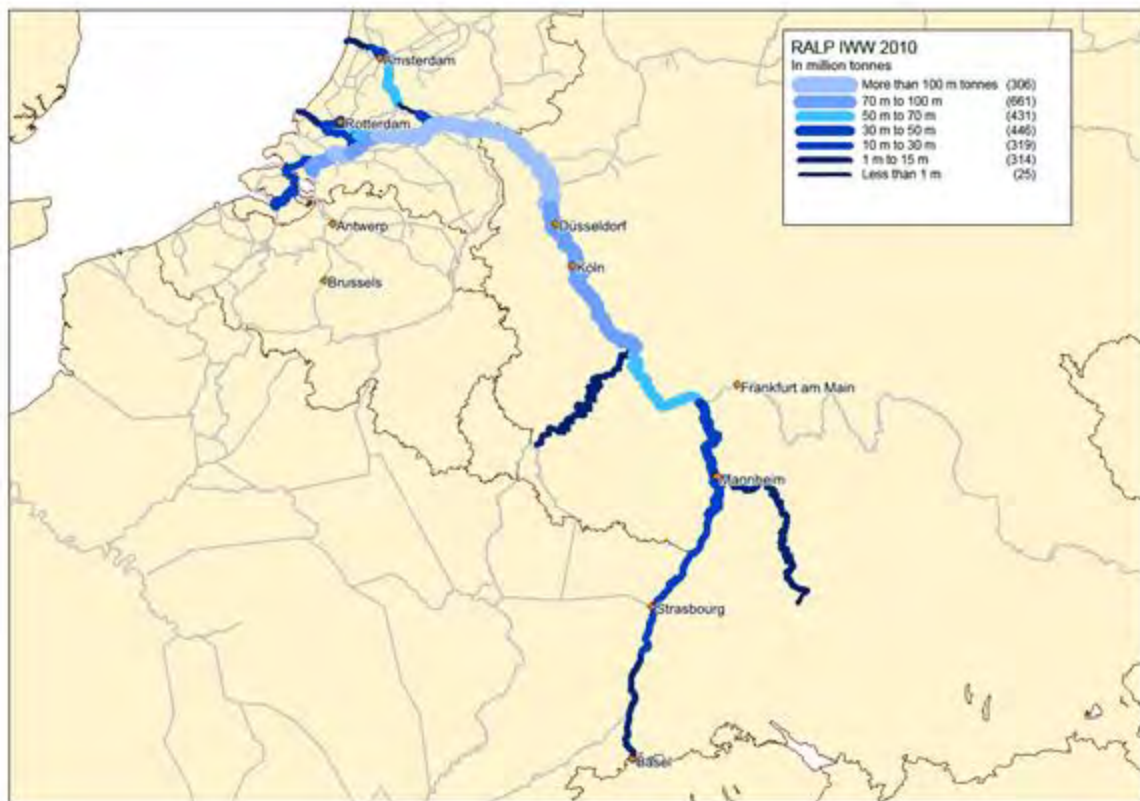 RALP IWW 2010
In million tonnes
More than 100 m tonnes (306)
70 m to 100 m (661)
50 m to 70 m (431)
30 m to 50 m (446)
10 m to 30 m (319)
1 m to 15 m (314)
Less than 1 m (25)
Amsterdam
Rotterdam
Antwerp
Düsseldorf
Köln
Brussels
Frankfurt am Main
Mannheim
Strasbourg
Basel